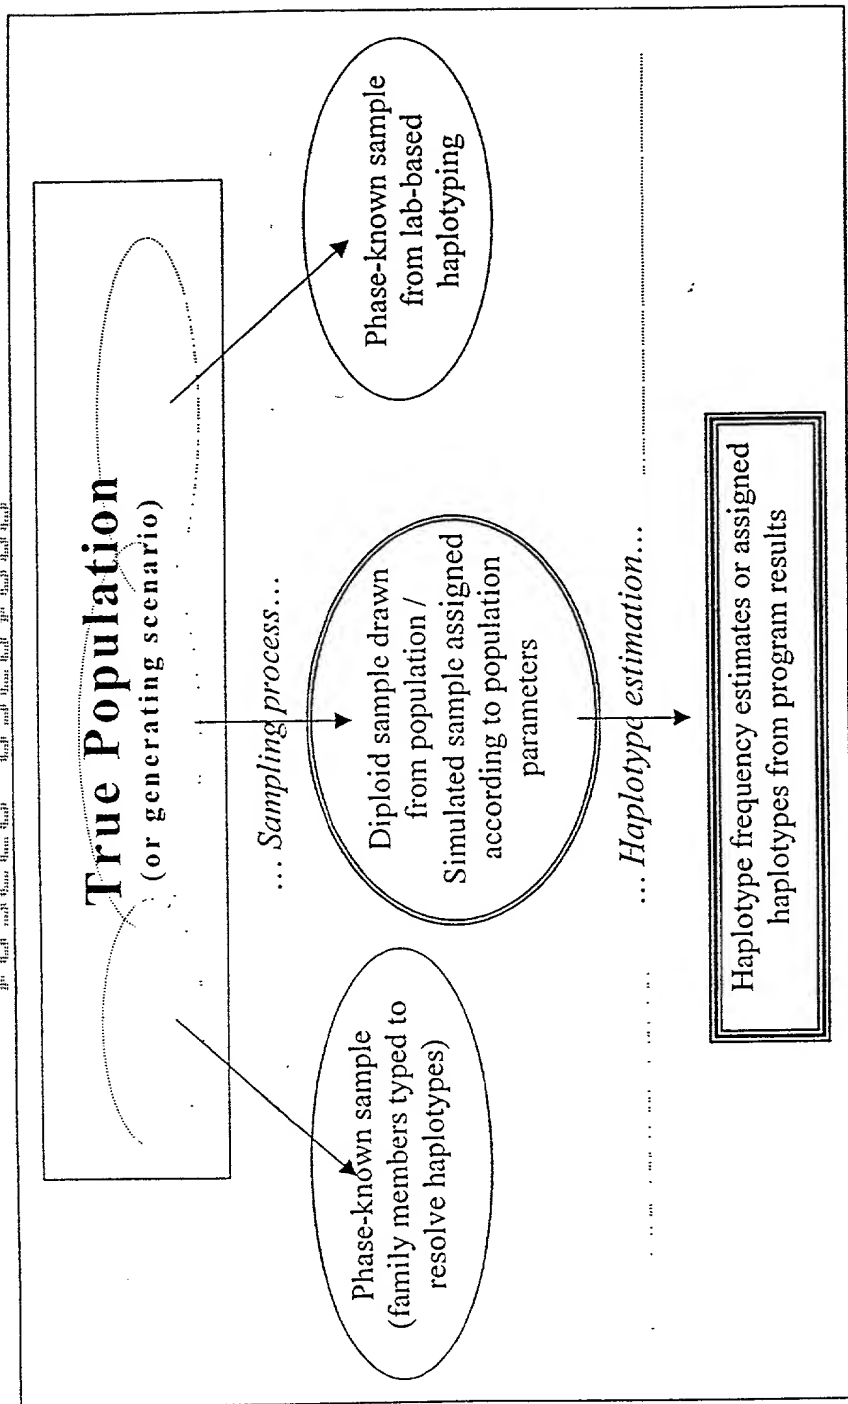 True Population
(or generating scenario)
... Sampling process...
Phase-known sample
(family members typed to
resolve haplotypes)
Diploid sample drawn
from population /
Simulated sample assigned
according to population
parameters
Phase-known sample
from lab-based
haplotyping
... Haplotype estimation...
Haplotype frequency estimates or assigned
haplotypes from program results